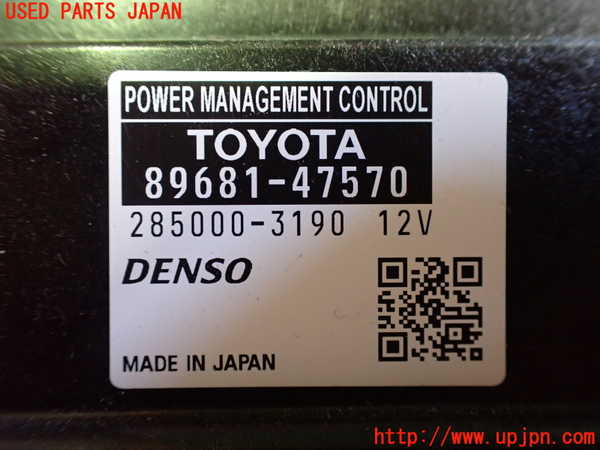 USED PARTS JAPAN
POWER MANAGEMENT CONTROL
TOYOTA
89681-47570
285000-3190 12V
DENSO
MADE IN JAPAN
http://www.upjpn.com